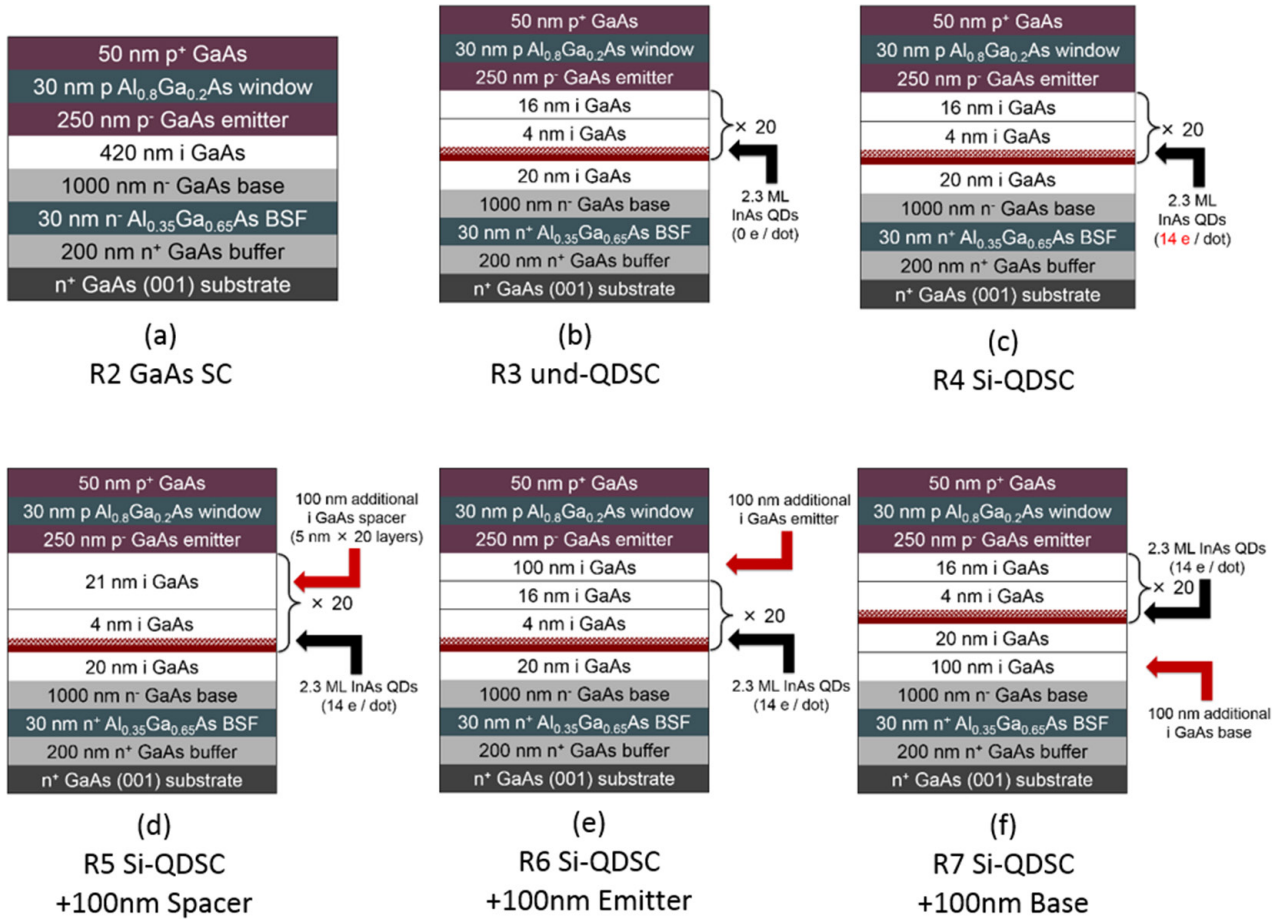 50 nm p⁺ GaAs
30 nm p Al₀.₈Ga₀.₂As window
250 nm p⁻ GaAs emitter
420 nm i GaAs
1000 nm n⁻ GaAs base
30 nm n⁻ Al₀.₃₅Ga₀.₆₅As BSF
200 nm n⁺ GaAs buffer
n⁺ GaAs (001) substrate
(a)
R2 GaAs SC
50 nm p⁺ GaAs
30 nm p Al₀.₈Ga₀.₂As window
250 nm p⁻ GaAs emitter
16 nm i GaAs
4 nm i GaAs
× 20
20 nm i GaAs
1000 nm n⁻ GaAs base
30 nm n⁺ Al₀.₃₅Ga₀.₆₅As BSF
200 nm n⁺ GaAs buffer
n⁺ GaAs (001) substrate
2.3 ML
InAs QDs
(0 e / dot)
(b)
R3 und-QDSC
50 nm p⁺ GaAs
30 nm p Al₀.₈Ga₀.₂As window
250 nm p⁻ GaAs emitter
16 nm i GaAs
4 nm i GaAs
× 20
20 nm i GaAs
1000 nm n⁻ GaAs base
30 nm n⁺ Al₀.₃₅Ga₀.₆₅As BSF
200 nm n⁺ GaAs buffer
n⁺ GaAs (001) substrate
2.3 ML
InAs QDs
(14 e / dot)
(c)
R4 Si-QDSC
50 nm p⁺ GaAs
30 nm p Al₀.₈Ga₀.₂As window
250 nm p⁻ GaAs emitter
21 nm i GaAs
4 nm i GaAs
× 20
20 nm i GaAs
1000 nm n⁻ GaAs base
30 nm n⁺ Al₀.₃₅Ga₀.₆₅As BSF
200 nm n⁺ GaAs buffer
n⁺ GaAs (001) substrate
100 nm additional
i GaAs spacer
(5 nm × 20 layers)
2.3 ML InAs QDs
(14 e / dot)
(d)
R5 Si-QDSC
+100nm Spacer
50 nm p⁺ GaAs
30 nm p Al₀.₈Ga₀.₂As window
250 nm p⁻ GaAs emitter
100 nm i GaAs
16 nm i GaAs
4 nm i GaAs
× 20
20 nm i GaAs
1000 nm n⁻ GaAs base
30 nm n⁺ Al₀.₃₅Ga₀.₆₅As BSF
200 nm n⁺ GaAs buffer
n⁺ GaAs (001) substrate
100 nm additional
i GaAs emitter
2.3 ML InAs QDs
(14 e / dot)
(e)
R6 Si-QDSC
+100nm Emitter
50 nm p⁺ GaAs
30 nm p Al₀.₈Ga₀.₂As window
250 nm p⁻ GaAs emitter
16 nm i GaAs
4 nm i GaAs
× 20
20 nm i GaAs
100 nm i GaAs
1000 nm n⁻ GaAs base
30 nm n⁺ Al₀.₃₅Ga₀.₆₅As BSF
200 nm n⁺ GaAs buffer
n⁺ GaAs (001) substrate
2.3 ML InAs QDs
(14 e / dot)
100 nm additional
i GaAs base
(f)
R7 Si-QDSC
+100nm Base